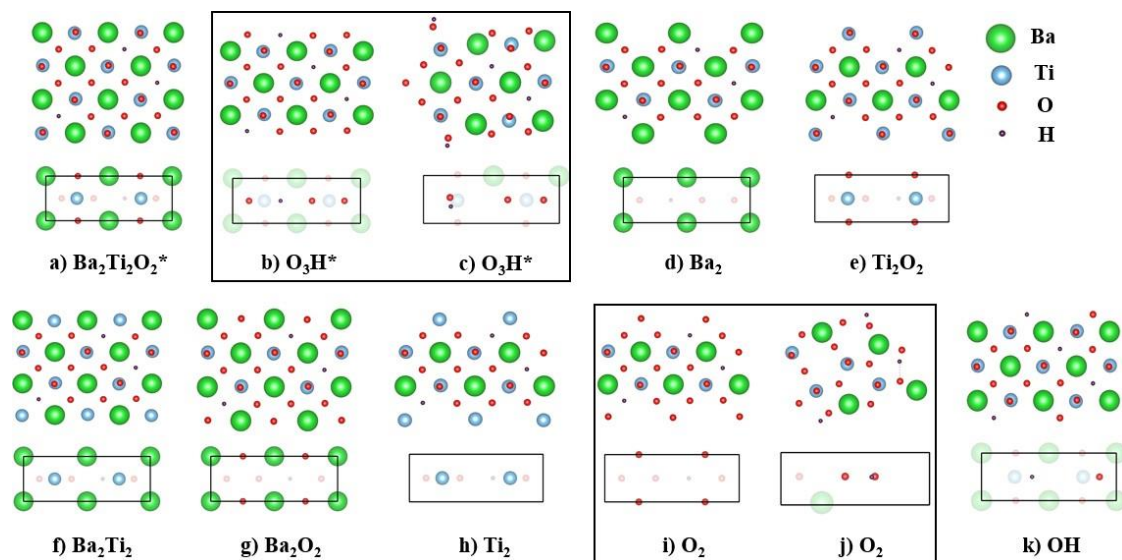 Ba
Ti
O
H
a) Ba₂Ti₂O₂*
b) O₃H*
c) O₃H*
d) Ba₂
e) Ti₂O₂
f) Ba₂Ti₂
g) Ba₂O₂
h) Ti₂
i) O₂
j) O₂
k) OH